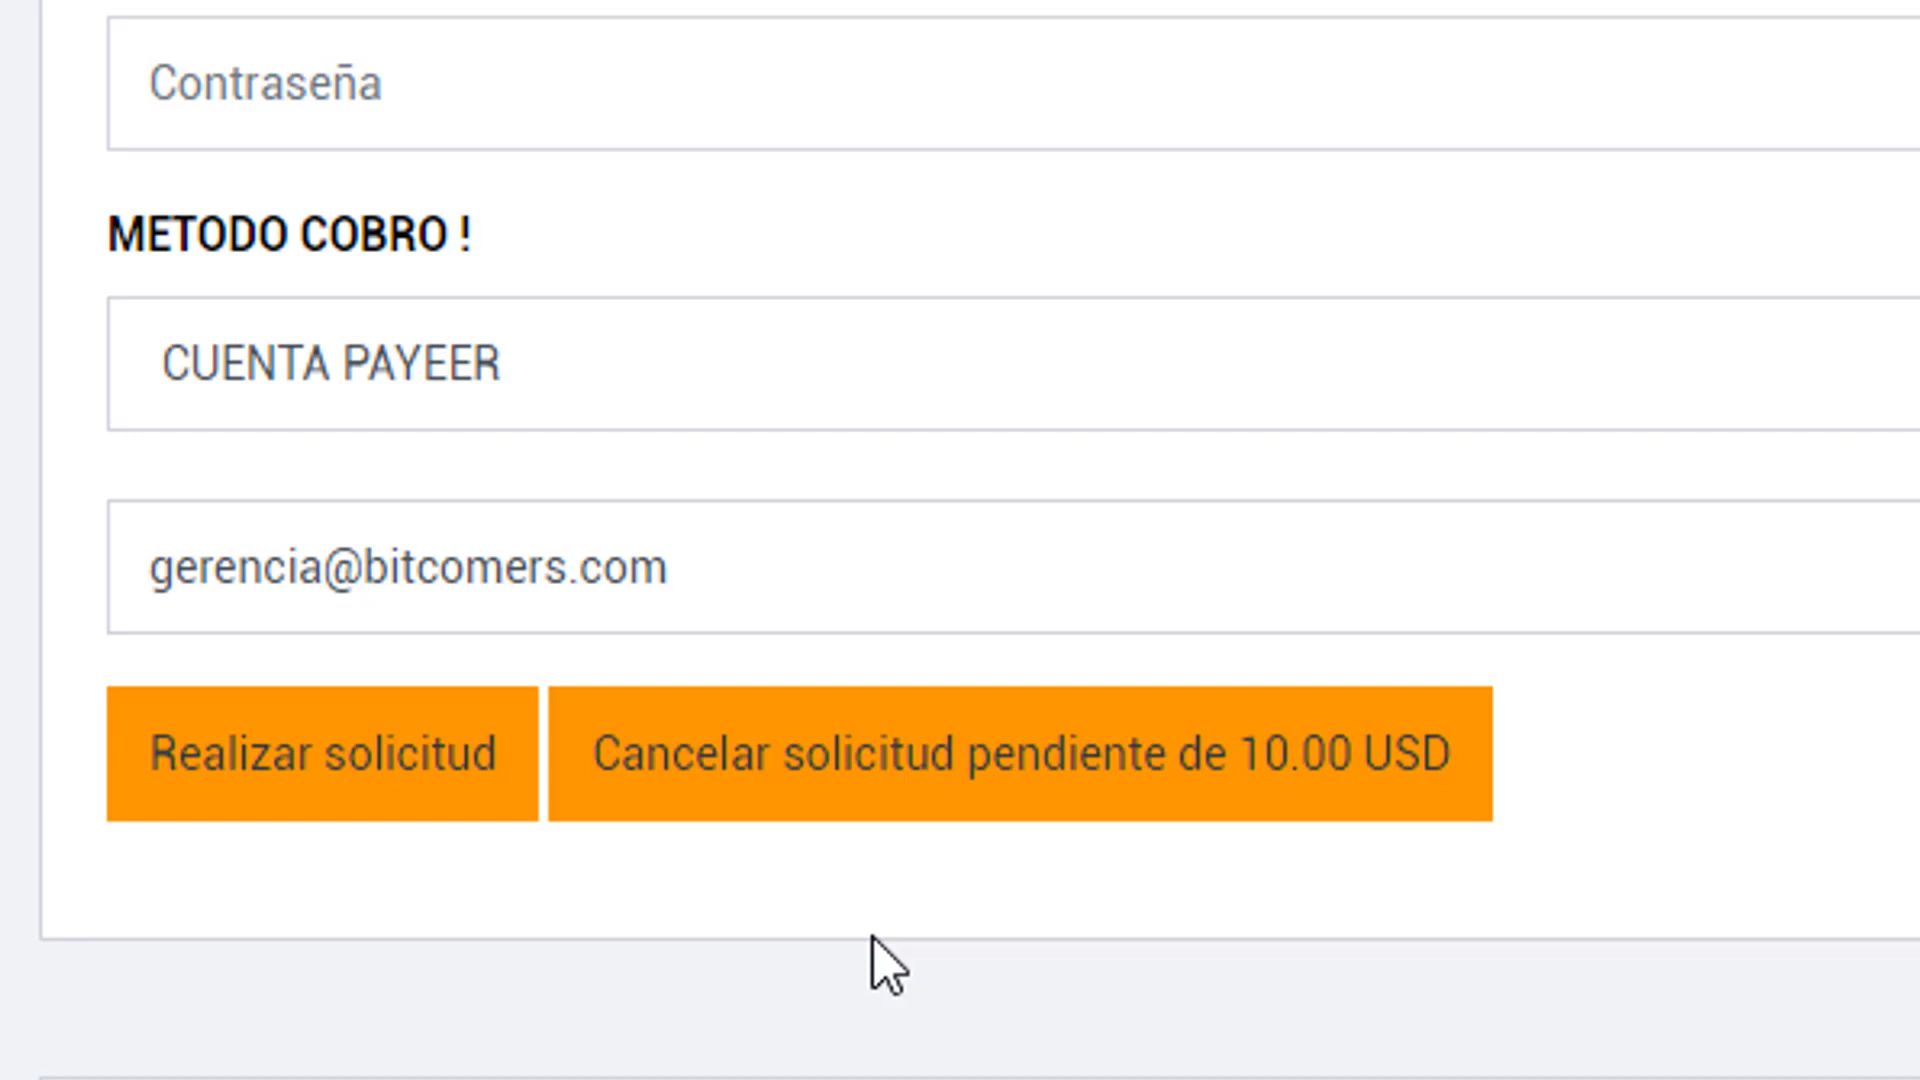 Contraseña
METODO COBRO !
CUENTA PAYEER
gerencia@bitcomers.com
Realizar solicitud
Cancelar solicitud pendiente de 10.00 USD